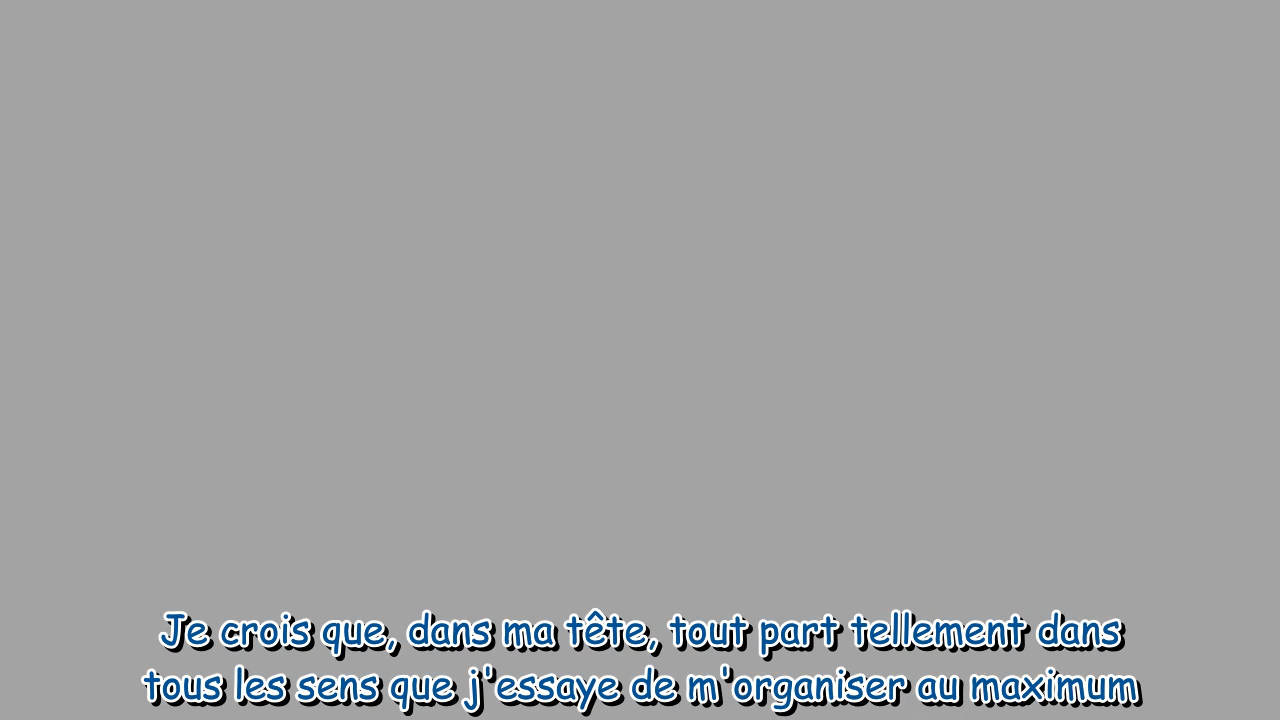 Je crois que, dans ma tête, tout part tellement dans
tous les sens que j'essaye de m'organiser au maximum